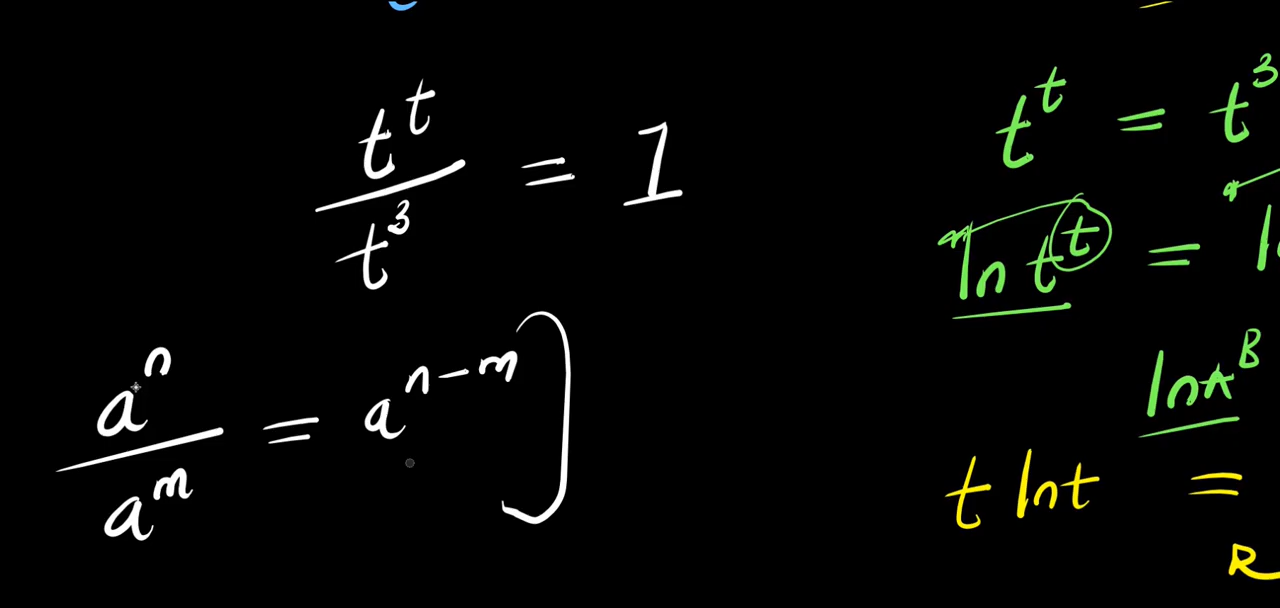 t^t / t^3 = 1
a^n / a^m = a^(n-m) ]
t^t = t^3
ln t^t = l
ln A^B
t ln t =
R